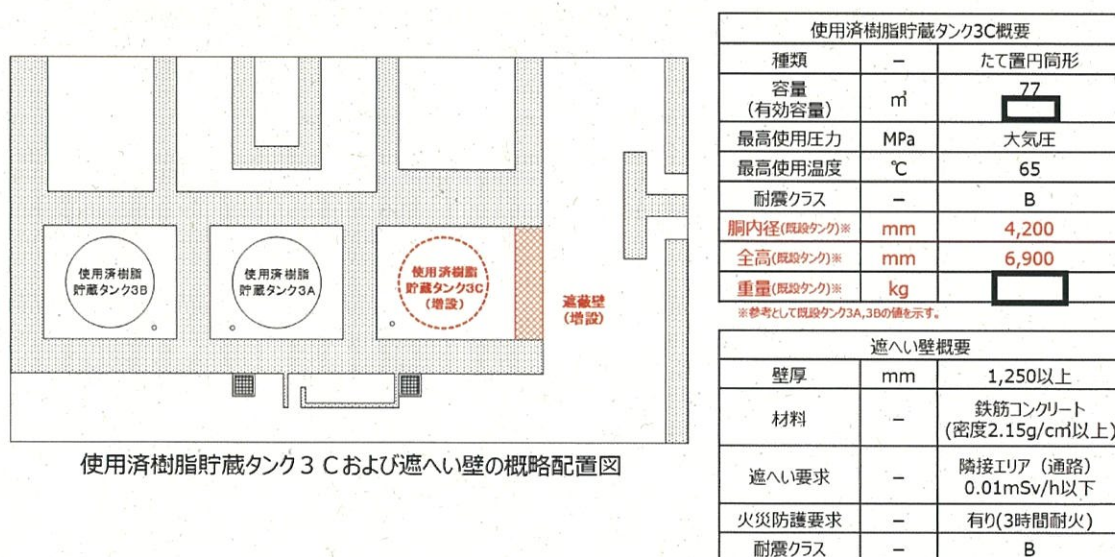 使用済樹脂
貯蔵タンク3B
使用済樹脂
貯蔵タンク3A
使用済樹脂
貯蔵タンク3C
(増設)
遮蔽壁
(増設)
使用済樹脂貯蔵タンク3Cおよび遮へい壁の概略配置図
使用済樹脂貯蔵タンク3C概要
種類 － たて置円筒形
容量
(有効容量) ㎥ 77
最高使用圧力 MPa 大気圧
最高使用温度 ℃ 65
耐震クラス － B
胴内径(既設タンク)※ mm 4,200
全高(既設タンク)※ mm 6,900
重量(既設タンク)※ kg
※参考として既設タンク3A,3Bの値を示す。
遮へい壁概要
壁厚 mm 1,250以上
材料 － 鉄筋コンクリート
(密度2.15g/c㎥以上)
遮へい要求 － 隣接エリア（通路）
0.01mSv/h以下
火災防護要求 － 有り(3時間耐火)
耐震クラス － B